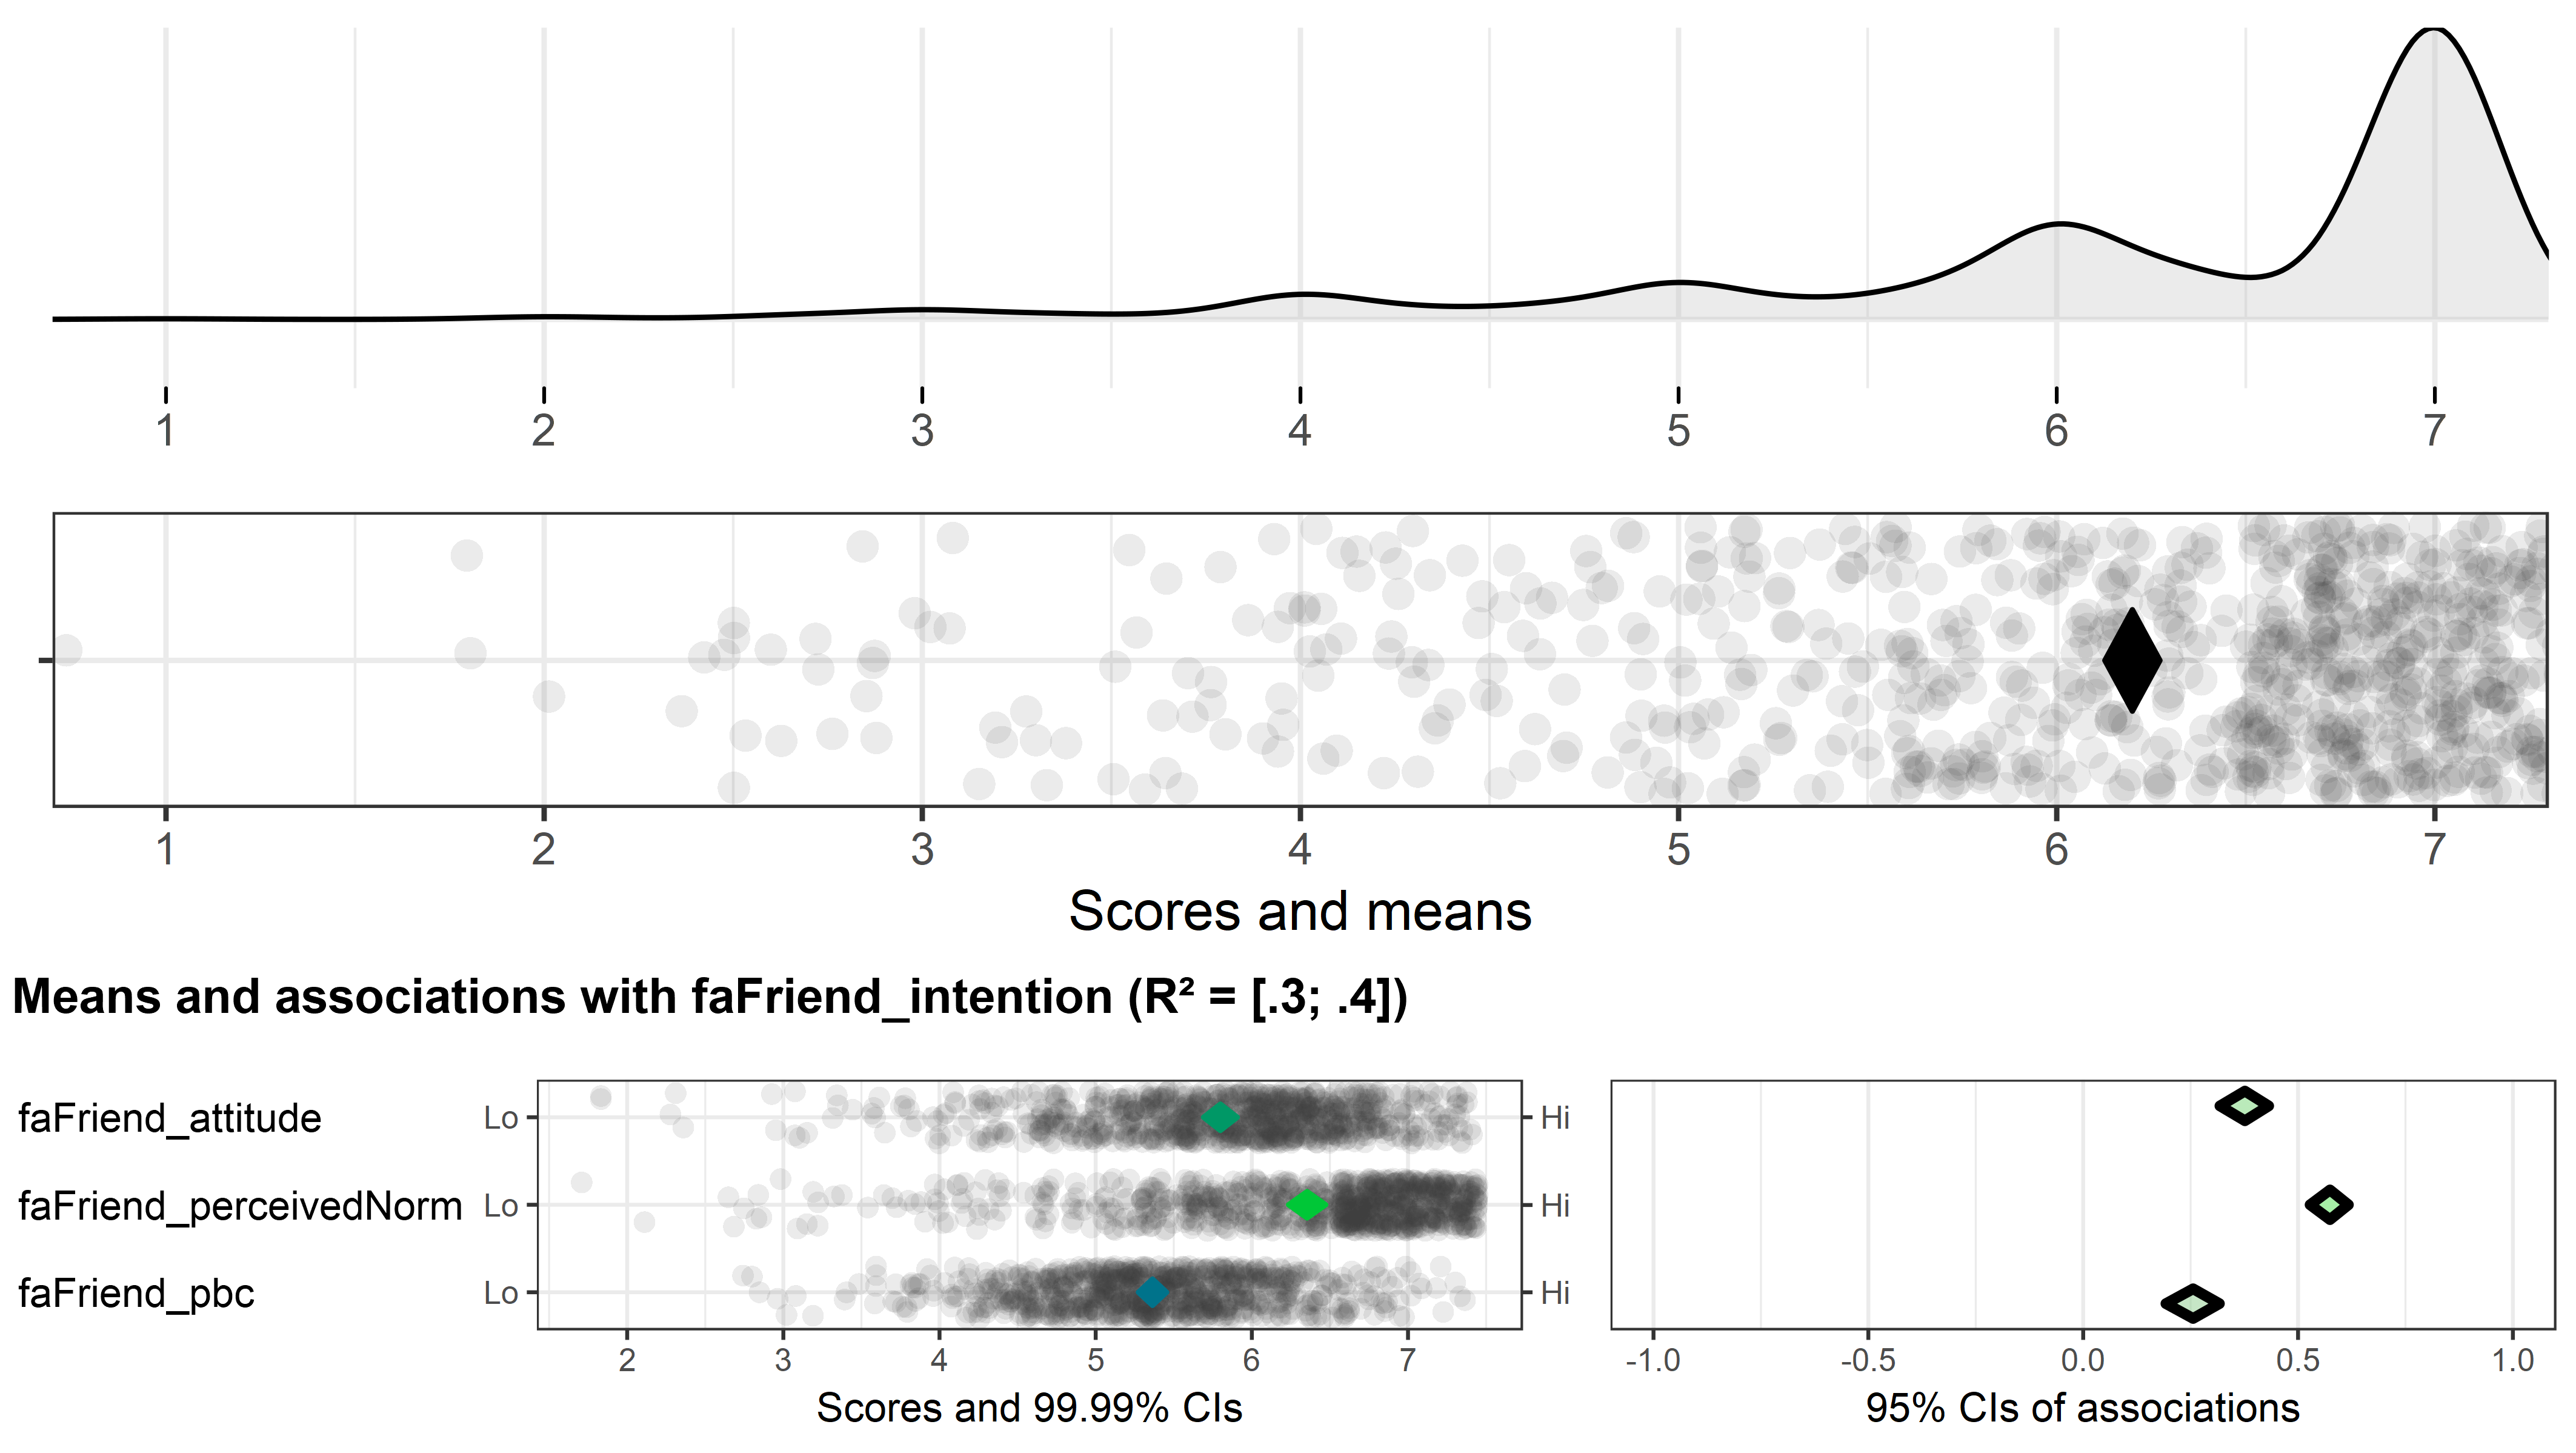 1 2 3 4 5 6 7
1 2 3 4 5 6 7
Scores and means
Means and associations with faFriend_intention (R² = [.3; .4])
faFriend_attitude Lo Hi
faFriend_perceivedNorm Lo Hi
faFriend_pbc Lo Hi
2 3 4 5 6 7 -1.0 -0.5 0.0 0.5 1.0
Scores and 99.99% CIs 95% CIs of associations